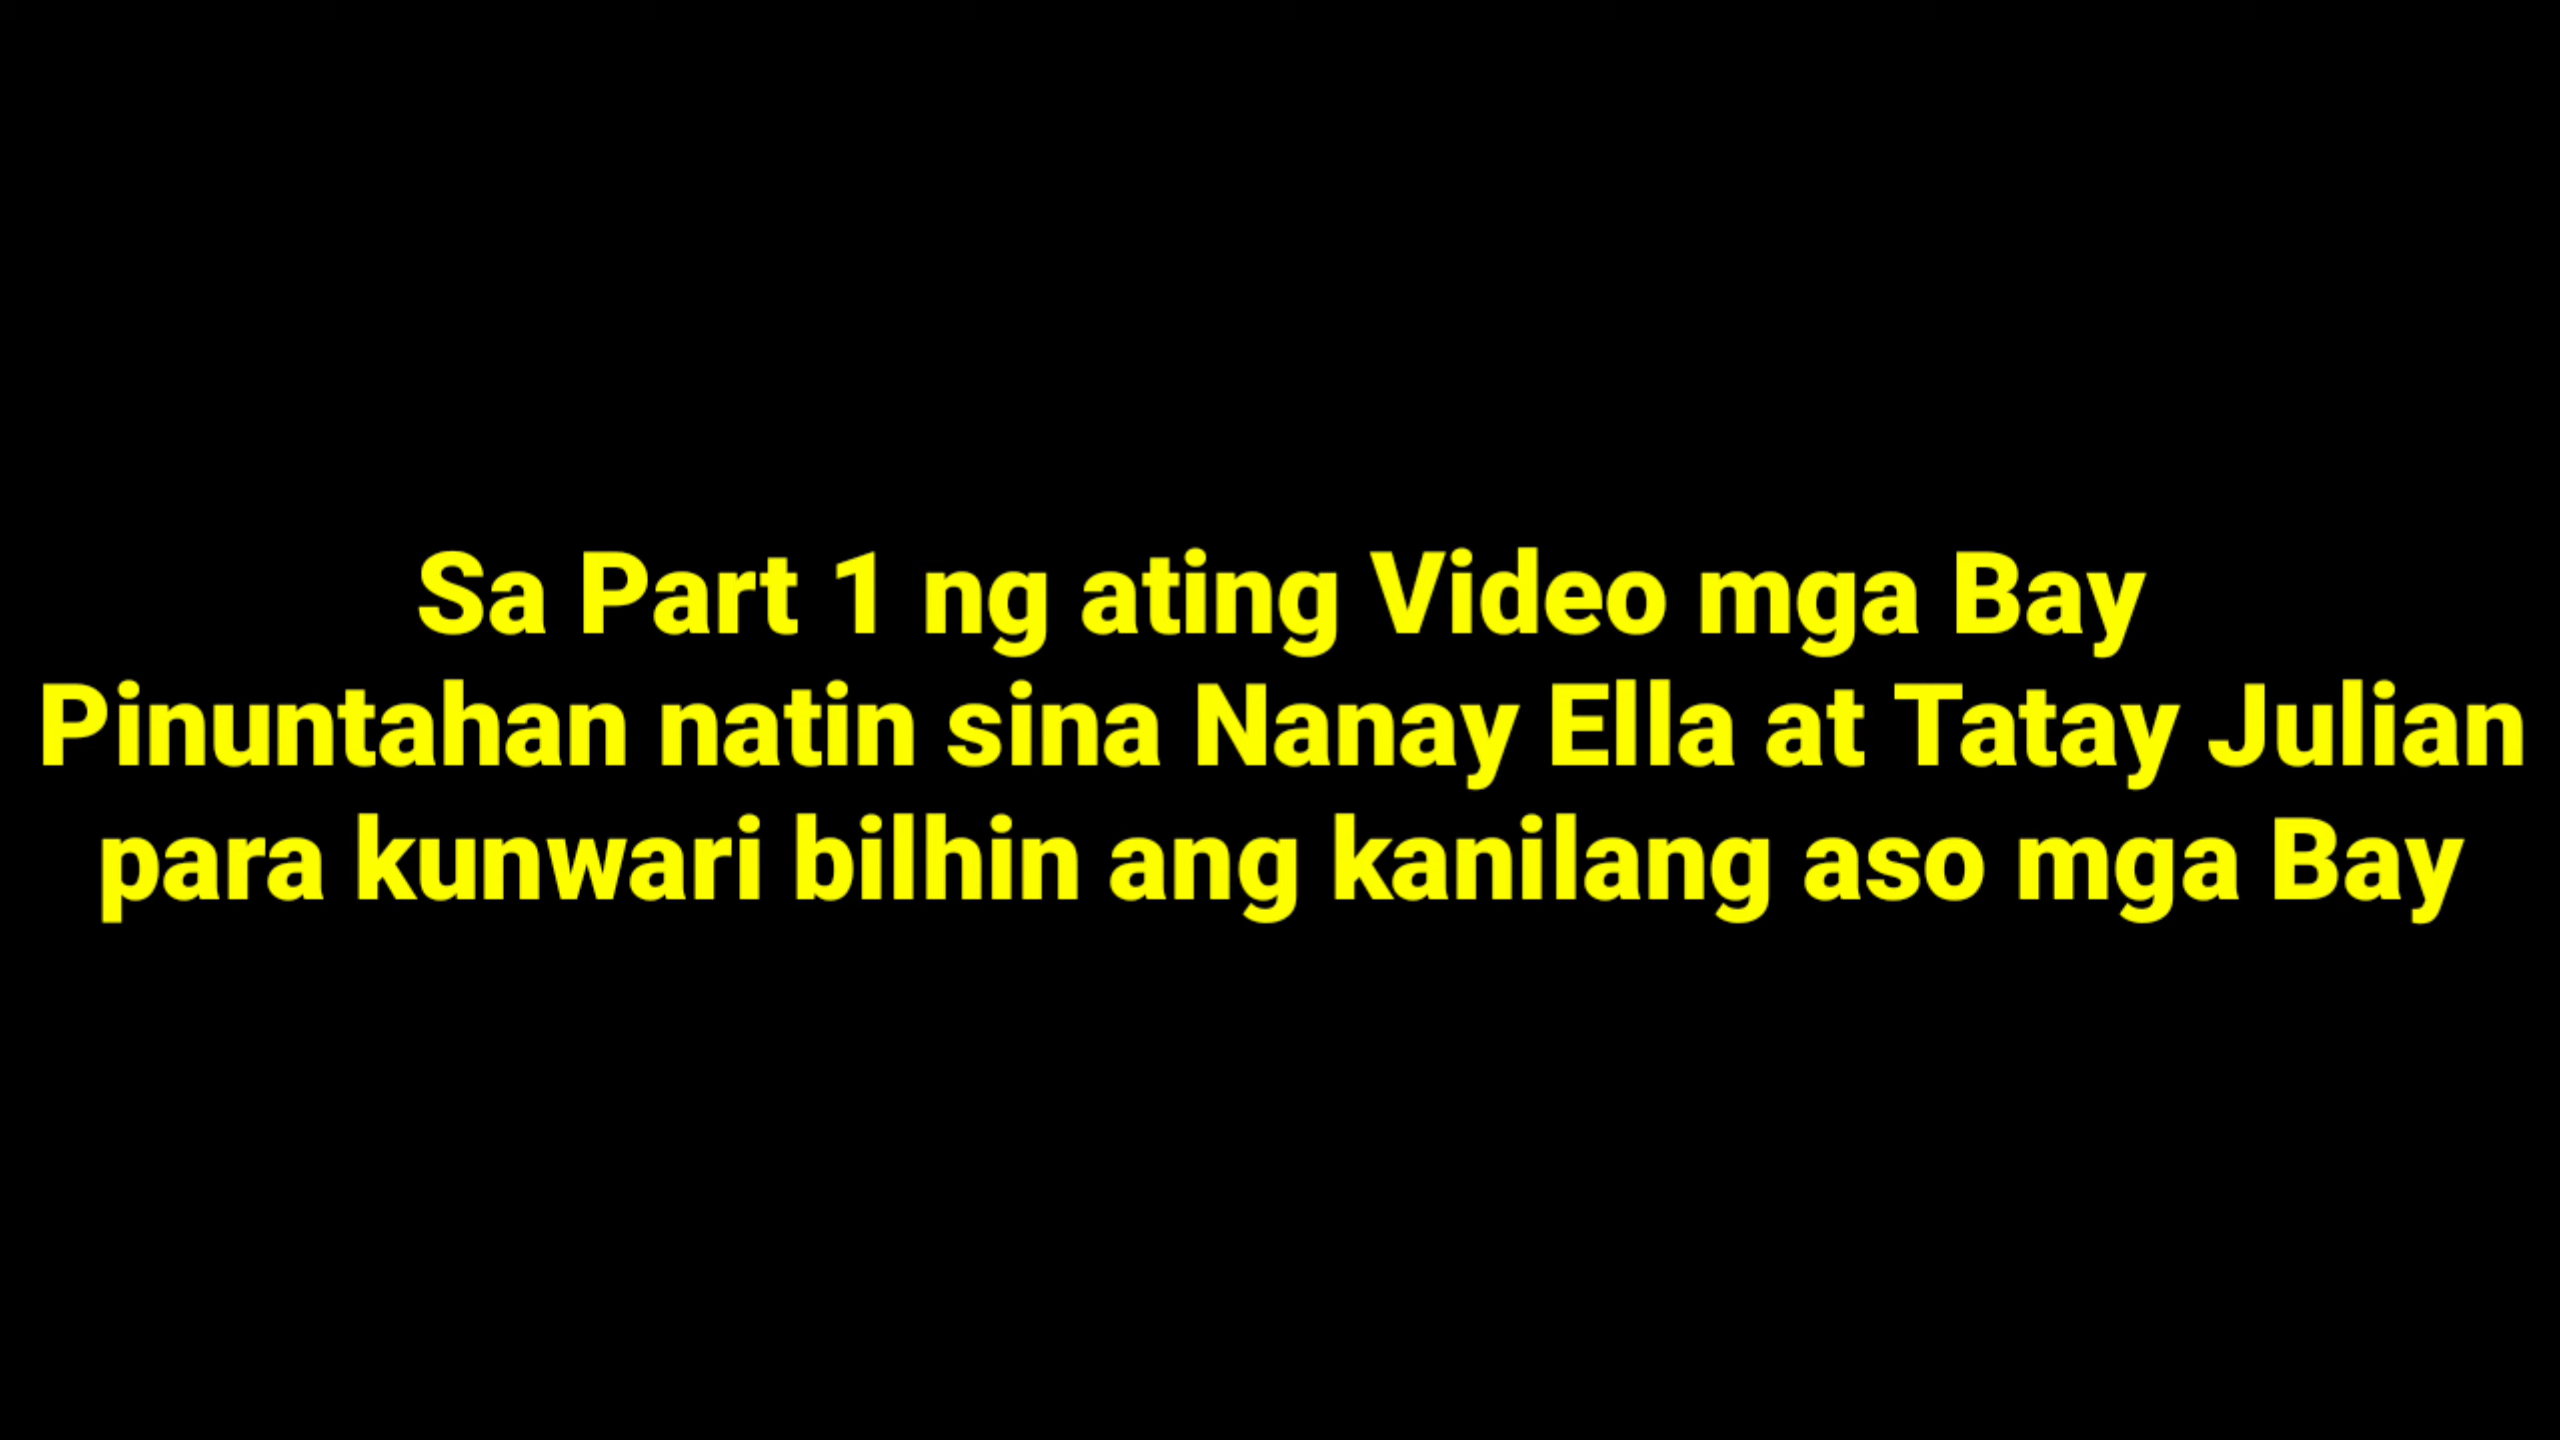 Sa Part 1 ng ating Video mga Bay
Pinuntahan natin sina Nanay Ella at Tatay Julian
para kunwari bilhin ang kanilang aso mga Bay